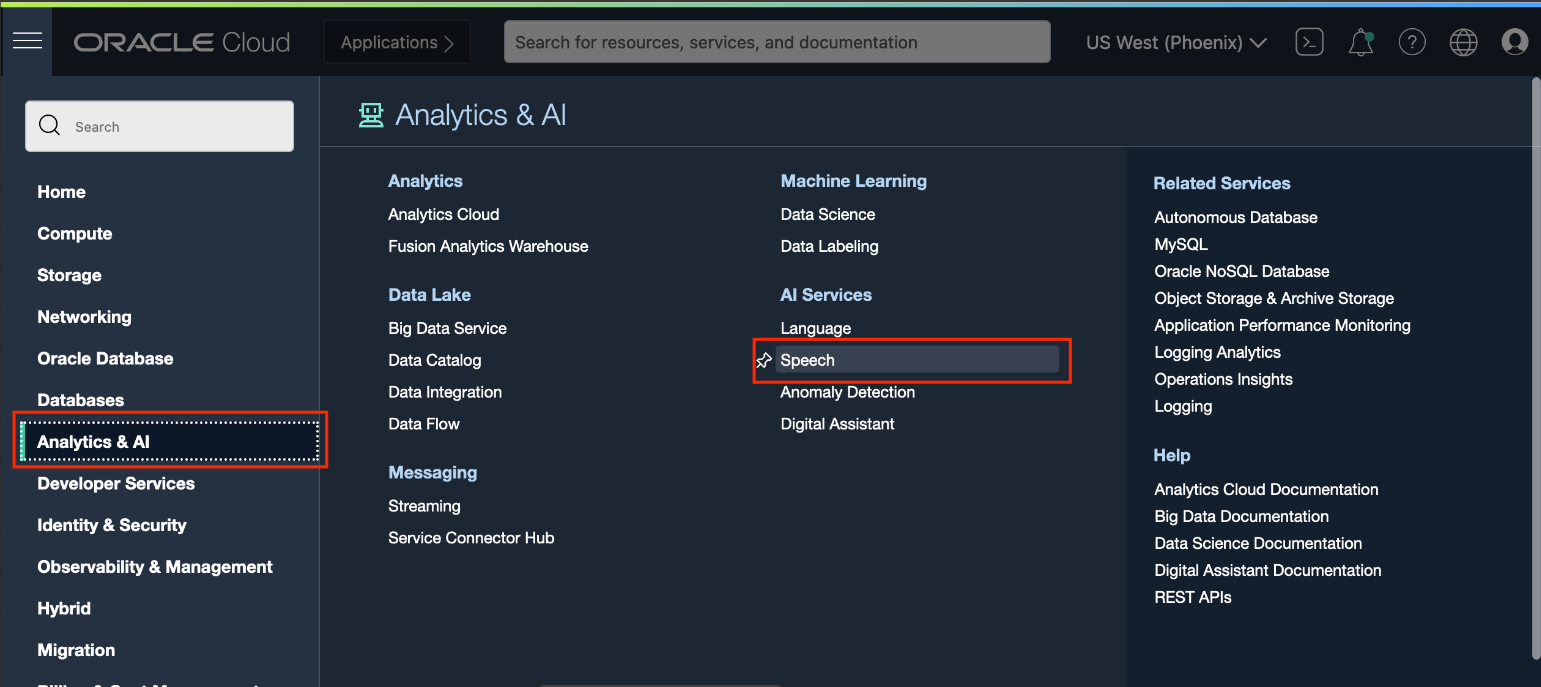 ORACLE Cloud
Applications
Search for resources, services, and documentation
US West (Phoenix)
Search
Home
Compute
Storage
Networking
Oracle Database
Databases
Analytics & AI
Developer Services
Identity & Security
Observability & Management
Hybrid
Migration
Analytics & AI
Analytics
Analytics Cloud
Fusion Analytics Warehouse
Data Lake
Big Data Service
Data Catalog
Data Integration
Data Flow
Messaging
Streaming
Service Connector Hub
Machine Learning
Data Science
Data Labeling
AI Services
Language
Speech
Anomaly Detection
Digital Assistant
Related Services
Autonomous Database
MySQL
Oracle NoSQL Database
Object Storage & Archive Storage
Application Performance Monitoring
Logging Analytics
Operations Insights
Logging
Help
Analytics Cloud Documentation
Big Data Documentation
Data Science Documentation
Digital Assistant Documentation
REST APIs